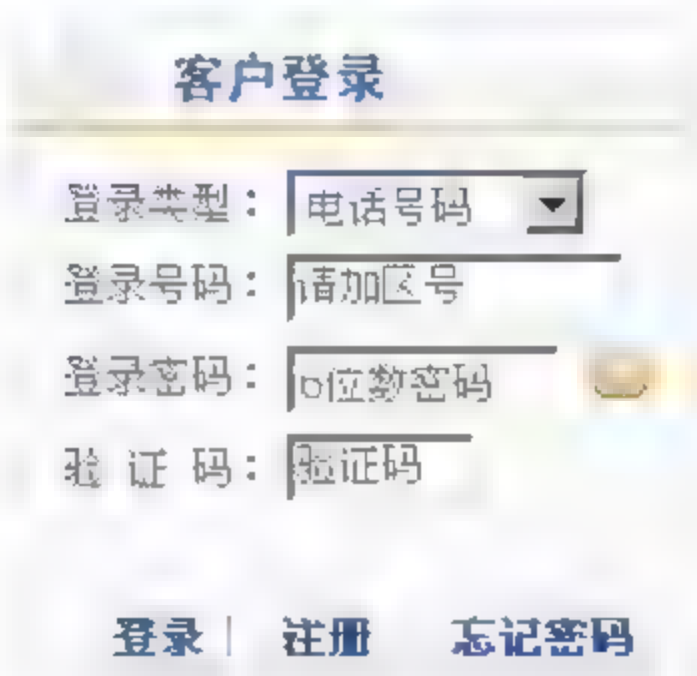 客户登录
登录类型： 电话号码
登录号码： 请加区号
登录密码： 6位数密码
验 证 码： 验证码
登录| 注册 忘记密码